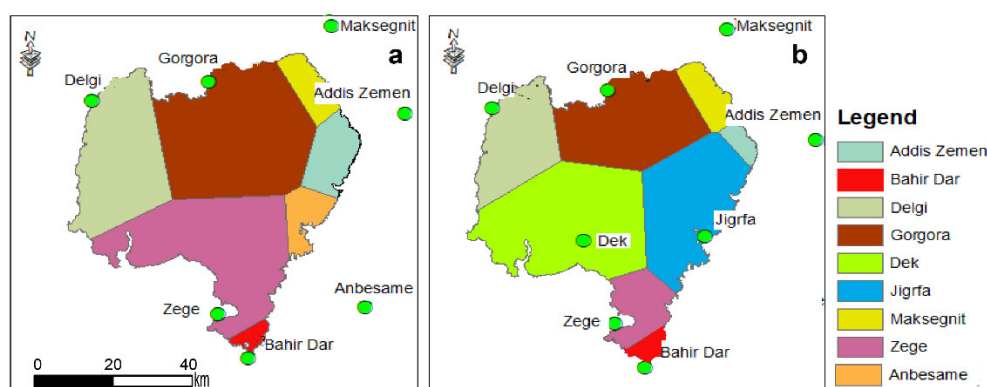 Maksegnit
N
a
Gorgora
Delgi
Addis Zemen
Anbesame
Zege
Bahir Dar
0 20 40
km
Maksegnit
N
b
Gorgora
Delgi
Addis Zemen
Jigrfa
Dek
Zege
Bahir Dar
Legend
Addis Zemen
Bahir Dar
Delgi
Gorgora
Dek
Jigrfa
Maksegnit
Zege
Anbesame